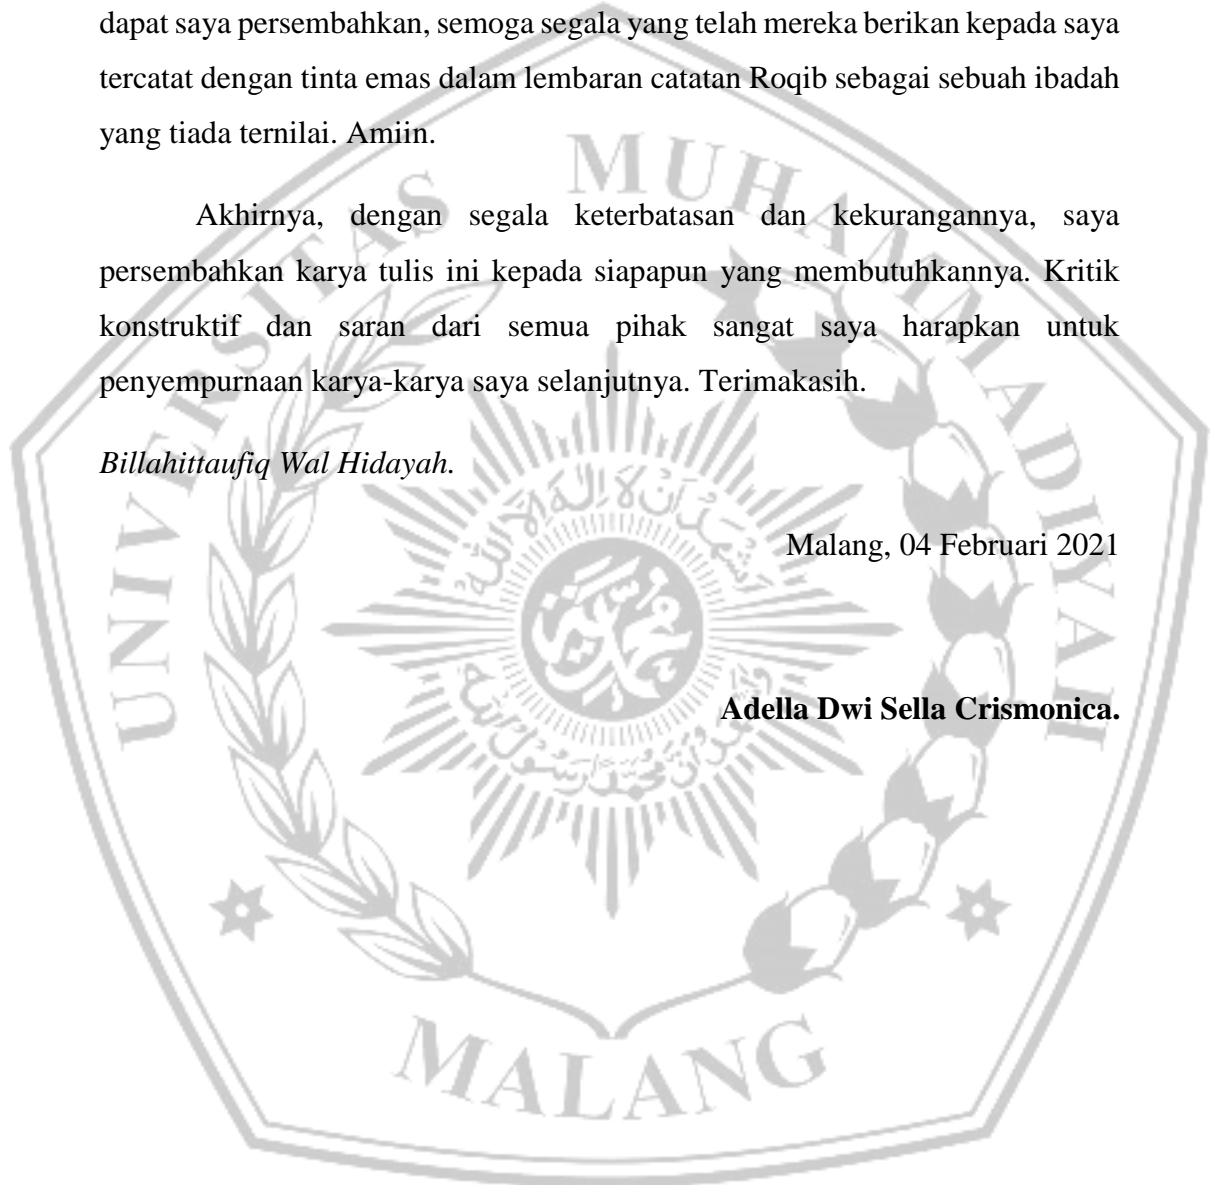 dapat saya persembahkan, semoga segala yang telah mereka berikan kepada saya
tercatat dengan tinta emas dalam lembaran catatan Roqib sebagai sebuah ibadah
yang tiada ternilai. Amiin.
Akhirnya, dengan segala keterbatasan dan kekurangannya, saya
persembahkan karya tulis ini kepada siapapun yang membutuhkannya. Kritik
konstruktif dan saran dari semua pihak sangat saya harapkan untuk
penyempurnaan karya-karya saya selanjutnya. Terimakasih.
Billahittaufiq Wal Hidayah.
Malang, 04 Februari 2021
Adella Dwi Sella Crismonica.
UNIVERSITAS MUHAMMADIYAH
MALANG